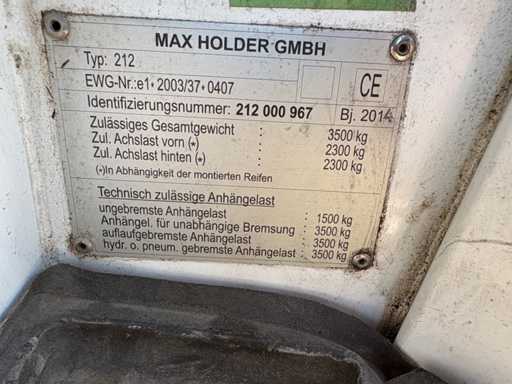 MAX HOLDER GMBH
Typ: 212
EWG-Nr.:e1*2003/37*0407
CE
Identifizierungsnummer: 212 000 967 Bj. 2014
Zulässiges Gesamtgewicht : 3500 kg
Zul. Achslast vorn (*) : 2300 kg
Zul. Achslast hinten (*) : 2300 kg
(*)In Abhängigkeit der montierten Reifen
Technisch zulässige Anhängelast
ungebremste Anhängelast : 1500 kg
Anhängel. für unabhängige Bremsung : 3500 kg
auflaufgebremste Anhängelast : 3500 kg
hydr. o. pneum. gebremste Anhängelast : 3500 kg